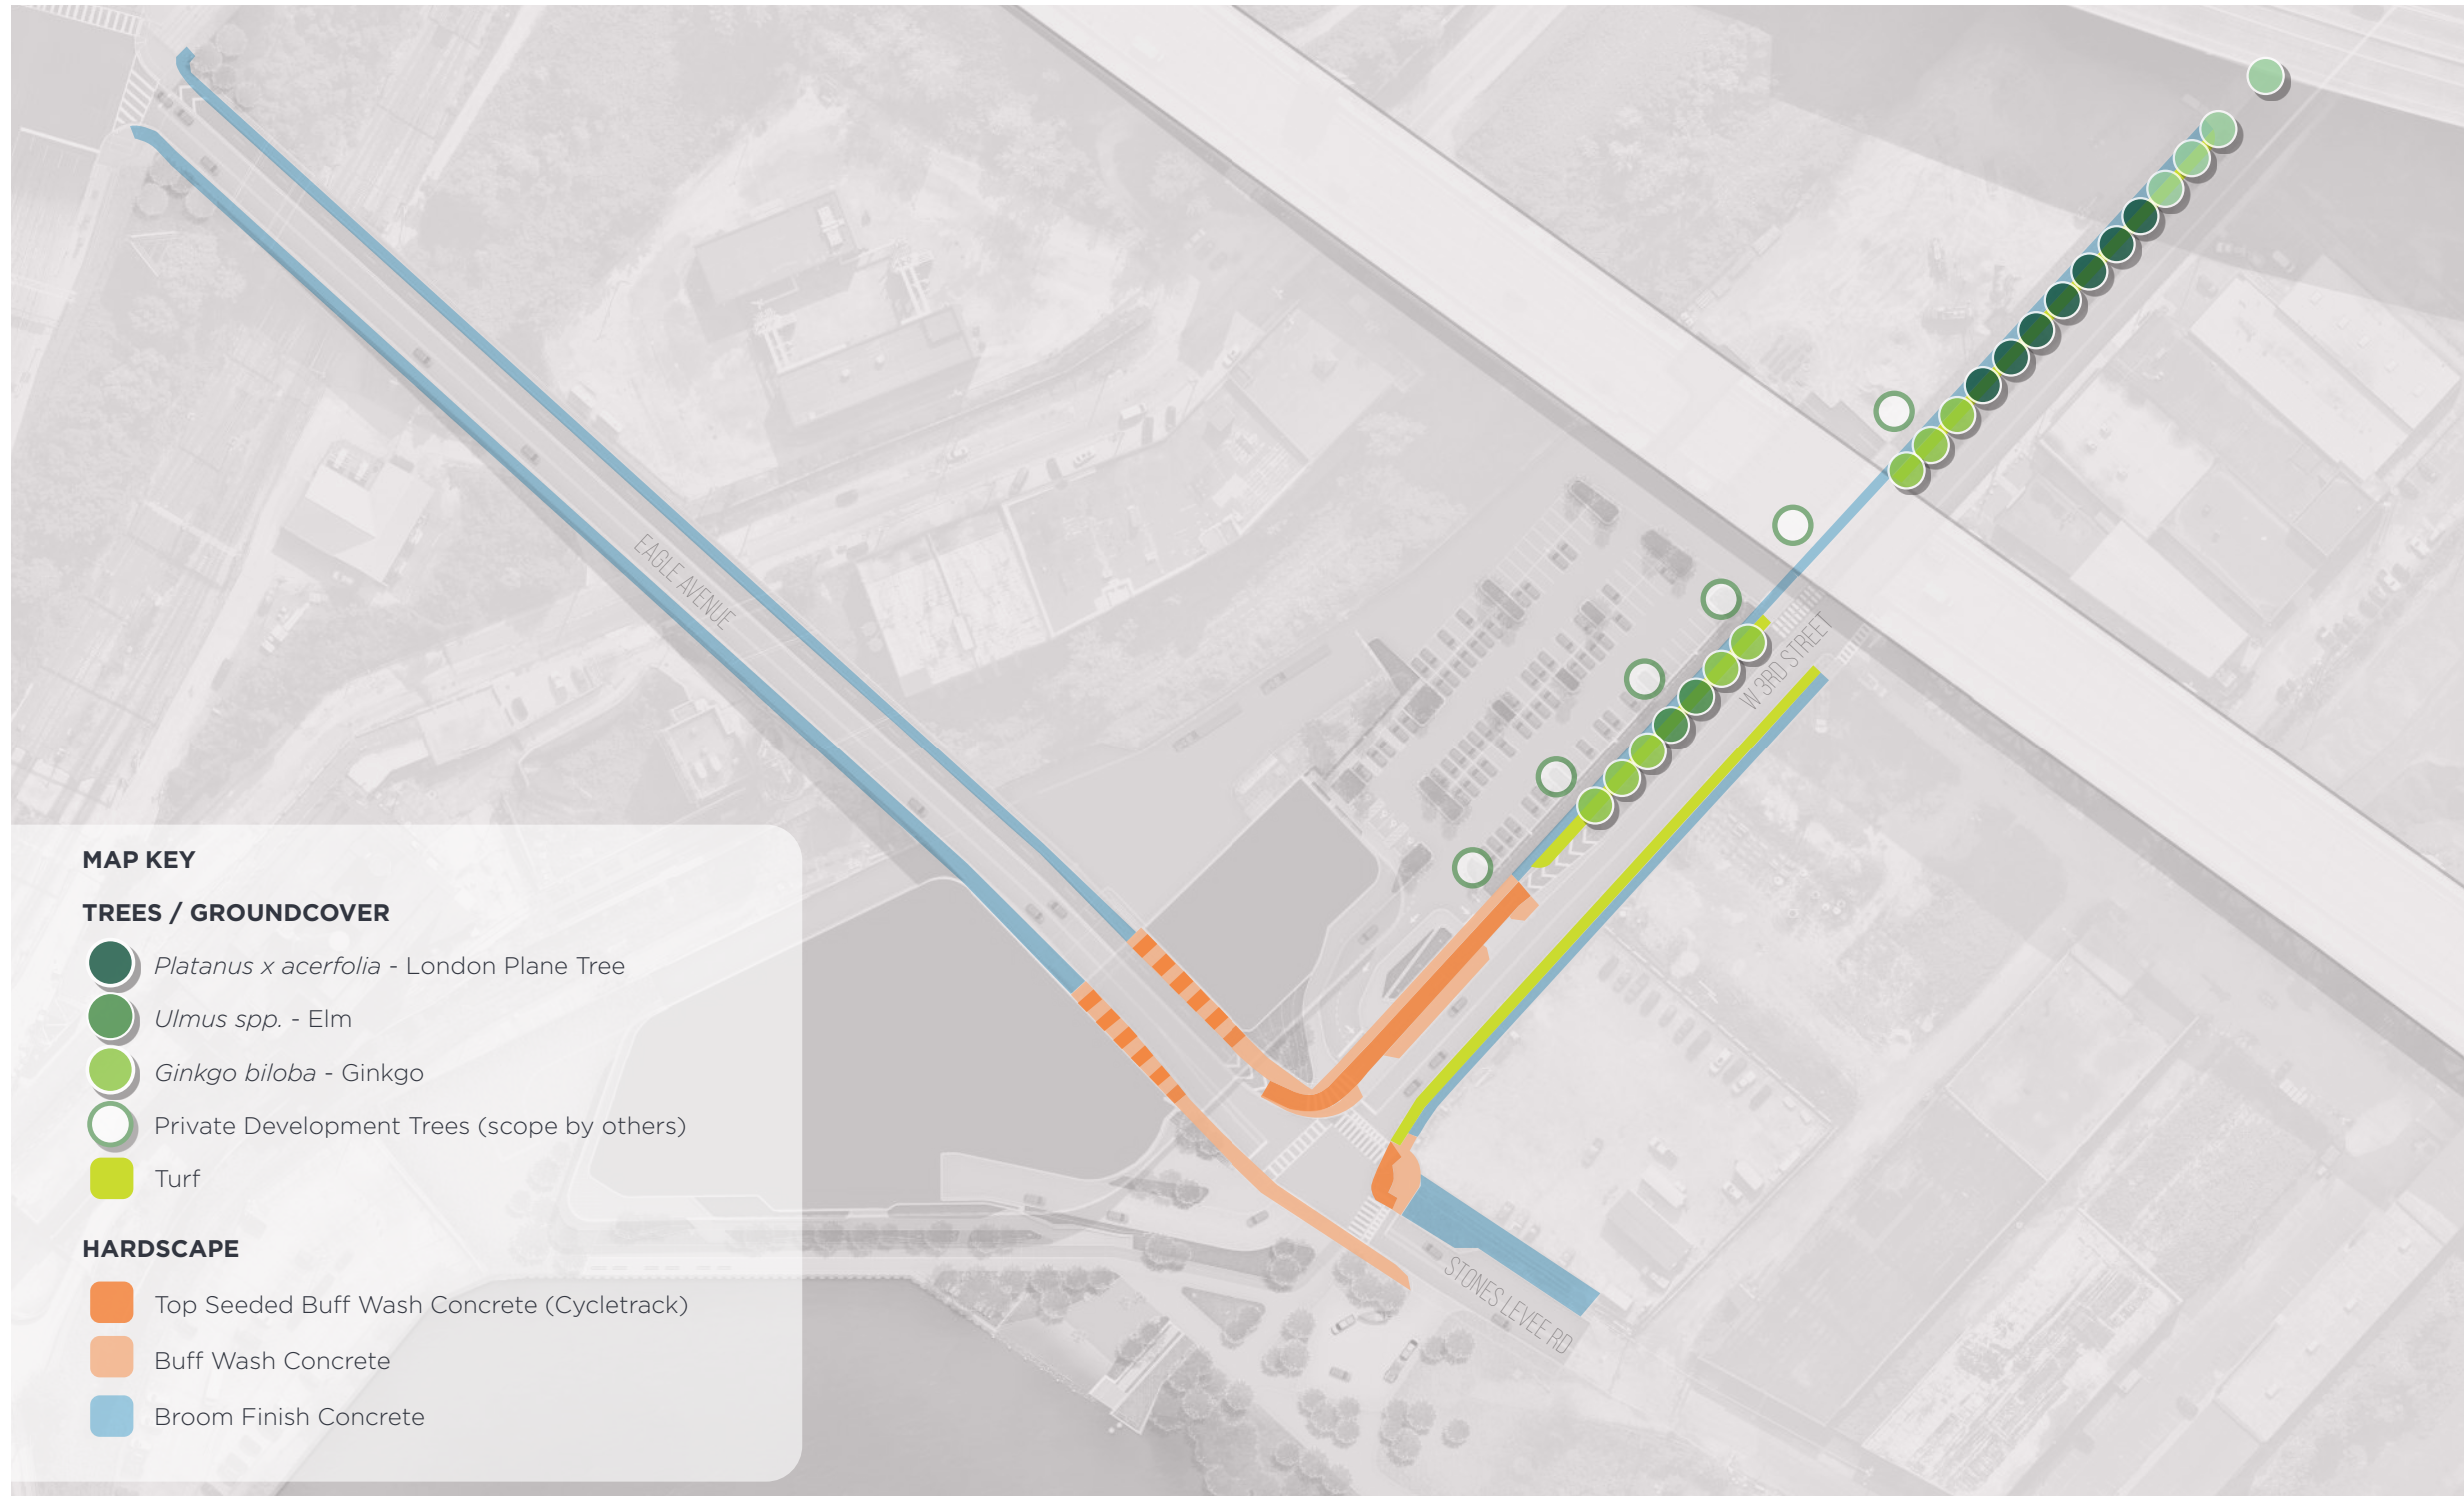 EAGLE AVENUE
W 3RD STREET
STONES LEVEE RD
MAP KEY
TREES / GROUNDCOVER
Platanus x acerfolia - London Plane Tree
Ulmus spp. - Elm
Ginkgo biloba - Ginkgo
Private Development Trees (scope by others)
Turf
HARDSCAPE
Top Seeded Buff Wash Concrete (Cycletrack)
Buff Wash Concrete
Broom Finish Concrete